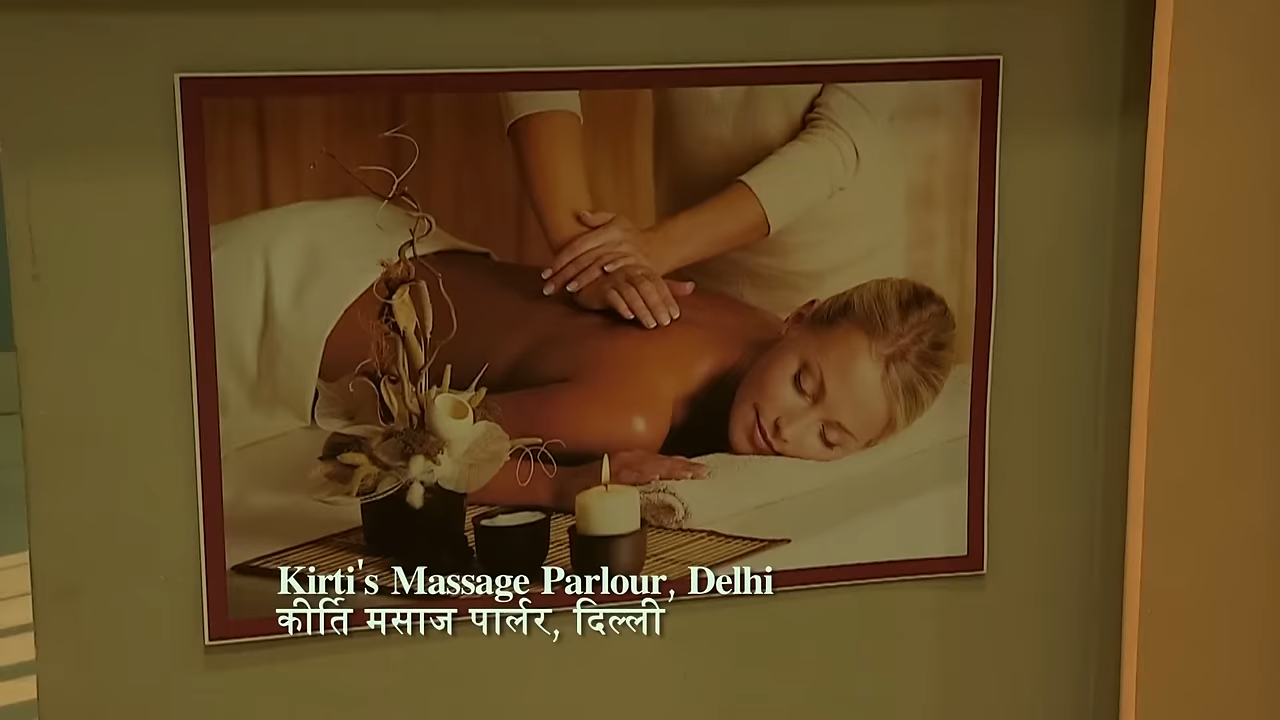 Kirti's Massage Parlour, Delhi
कीर्ति मसाज पार्लर, दिल्ली